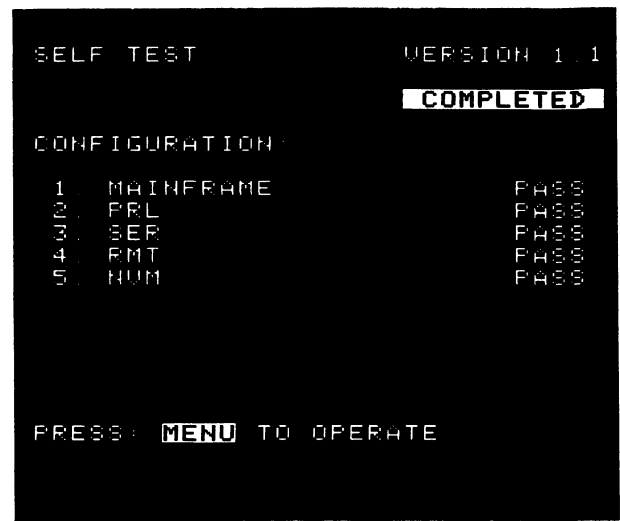 SELF TEST VERSION 1.1
COMPLETED
CONFIGURATION:
1. MAINFRAME PASS
2. PRL PASS
3. SER PASS
4. RMT PASS
5. NVM PASS
PRESS: MENU TO OPERATE